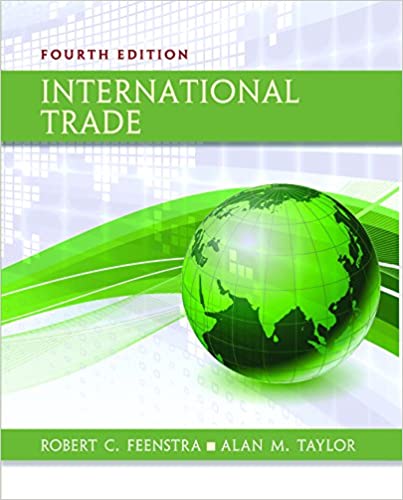 FOURTH EDITION
INTERNATIONAL
TRADE
ROBERT C. FEENSTRA ■ ALAN M. TAYLOR